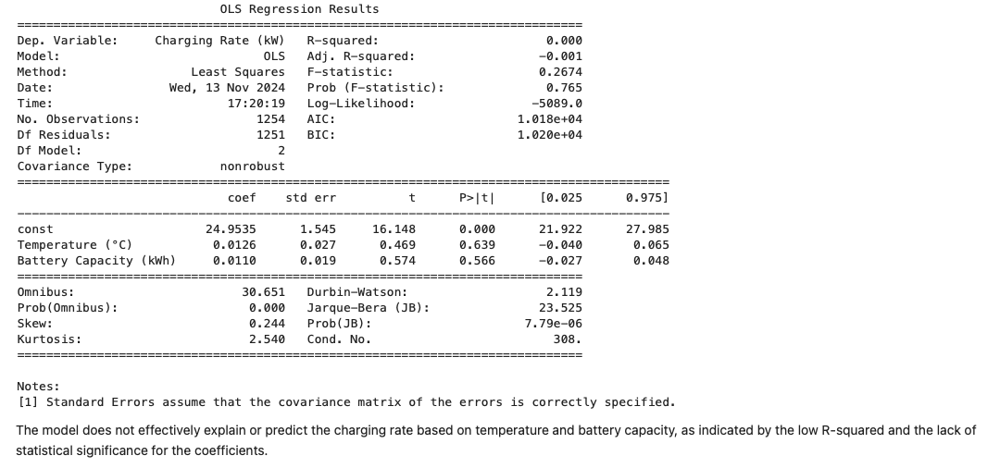 OLS Regression Results
==============================================================================
Dep. Variable: Charging Rate (kW) R-squared: 0.000
Model: OLS Adj. R-squared: -0.001
Method: Least Squares F-statistic: 0.2674
Date: Wed, 13 Nov 2024 Prob (F-statistic): 0.765
Time: 17:20:19 Log-Likelihood: -5089.0
No. Observations: 1254 AIC: 1.018e+04
Df Residuals: 1251 BIC: 1.020e+04
Df Model: 2
Covariance Type: nonrobust
==========================================================================================
coef std err t P>|t| [0.025 0.975]
------------------------------------------------------------------------------------------
const 24.9535 1.545 16.148 0.000 21.922 27.985
Temperature (°C) 0.0126 0.027 0.469 0.639 -0.040 0.065
Battery Capacity (kWh) 0.0110 0.019 0.574 0.566 -0.027 0.048
==============================================================================
Omnibus: 30.651 Durbin-Watson: 2.119
Prob(Omnibus): 0.000 Jarque-Bera (JB): 23.525
Skew: 0.244 Prob(JB): 7.79e-06
Kurtosis: 2.540 Cond. No. 308.
==============================================================================
Notes:
[1] Standard Errors assume that the covariance matrix of the errors is correctly specified.
The model does not effectively explain or predict the charging rate based on temperature and battery capacity, as indicated by the low R-squared and the lack of
statistical significance for the coefficients.